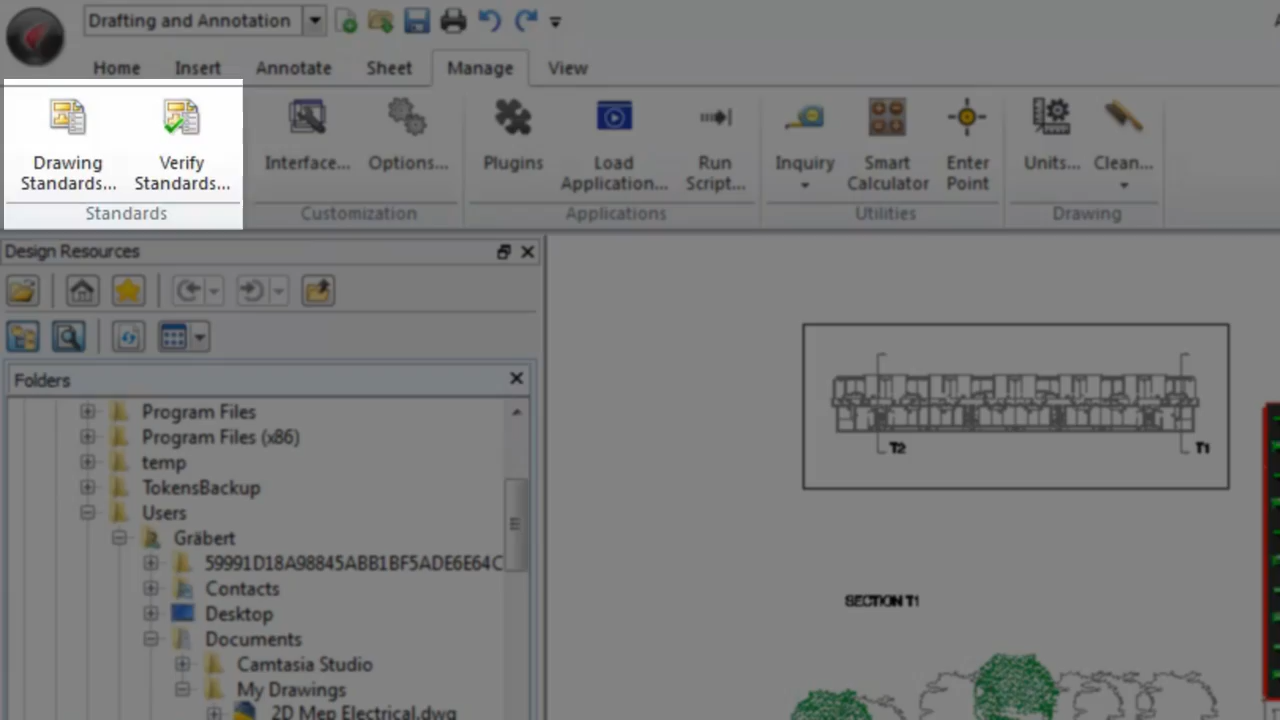 Drafting and Annotation
Home Insert Annotate Sheet Manage View
Drawing Standards... Verify Standards... Interface... Options... Plugins Load Application... Run Script... Inquiry Smart Calculator Enter Point Units... Clean...
Standards Customization Applications Utilities Drawing
Design Resources
Folders
Program Files
Program Files (x86)
temp
TokensBackup
Users
Gräbert
59991D18A98845ABB1BF5ADE6E64C
Contacts
Desktop
Documents
Camtasia Studio
My Drawings
2D Mep Electrical.dwg
T2 T1
SECTION T1